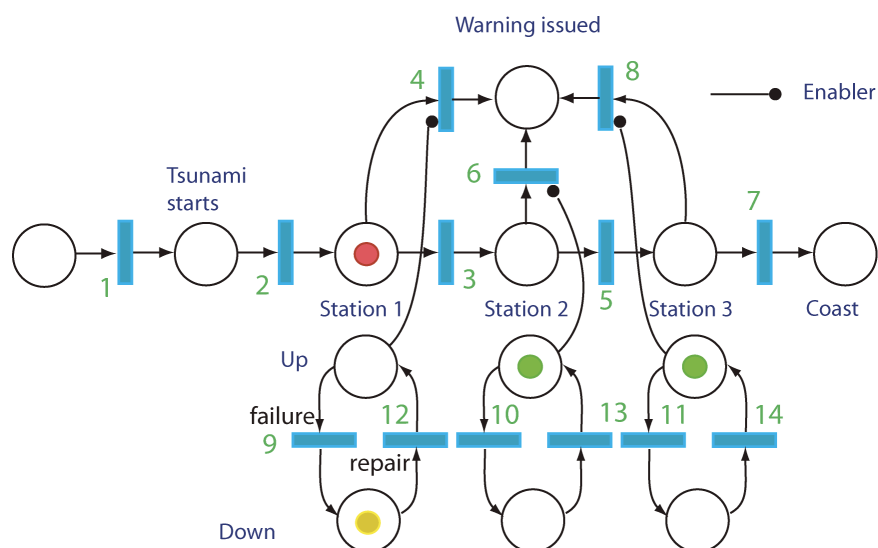 Warning issued
4
8
Enabler
6
Tsunami
starts
7
1
2
3
5
Station 1
Station 2
Station 3
Coast
Up
failure
12
10
13
11
14
9
repair
Down